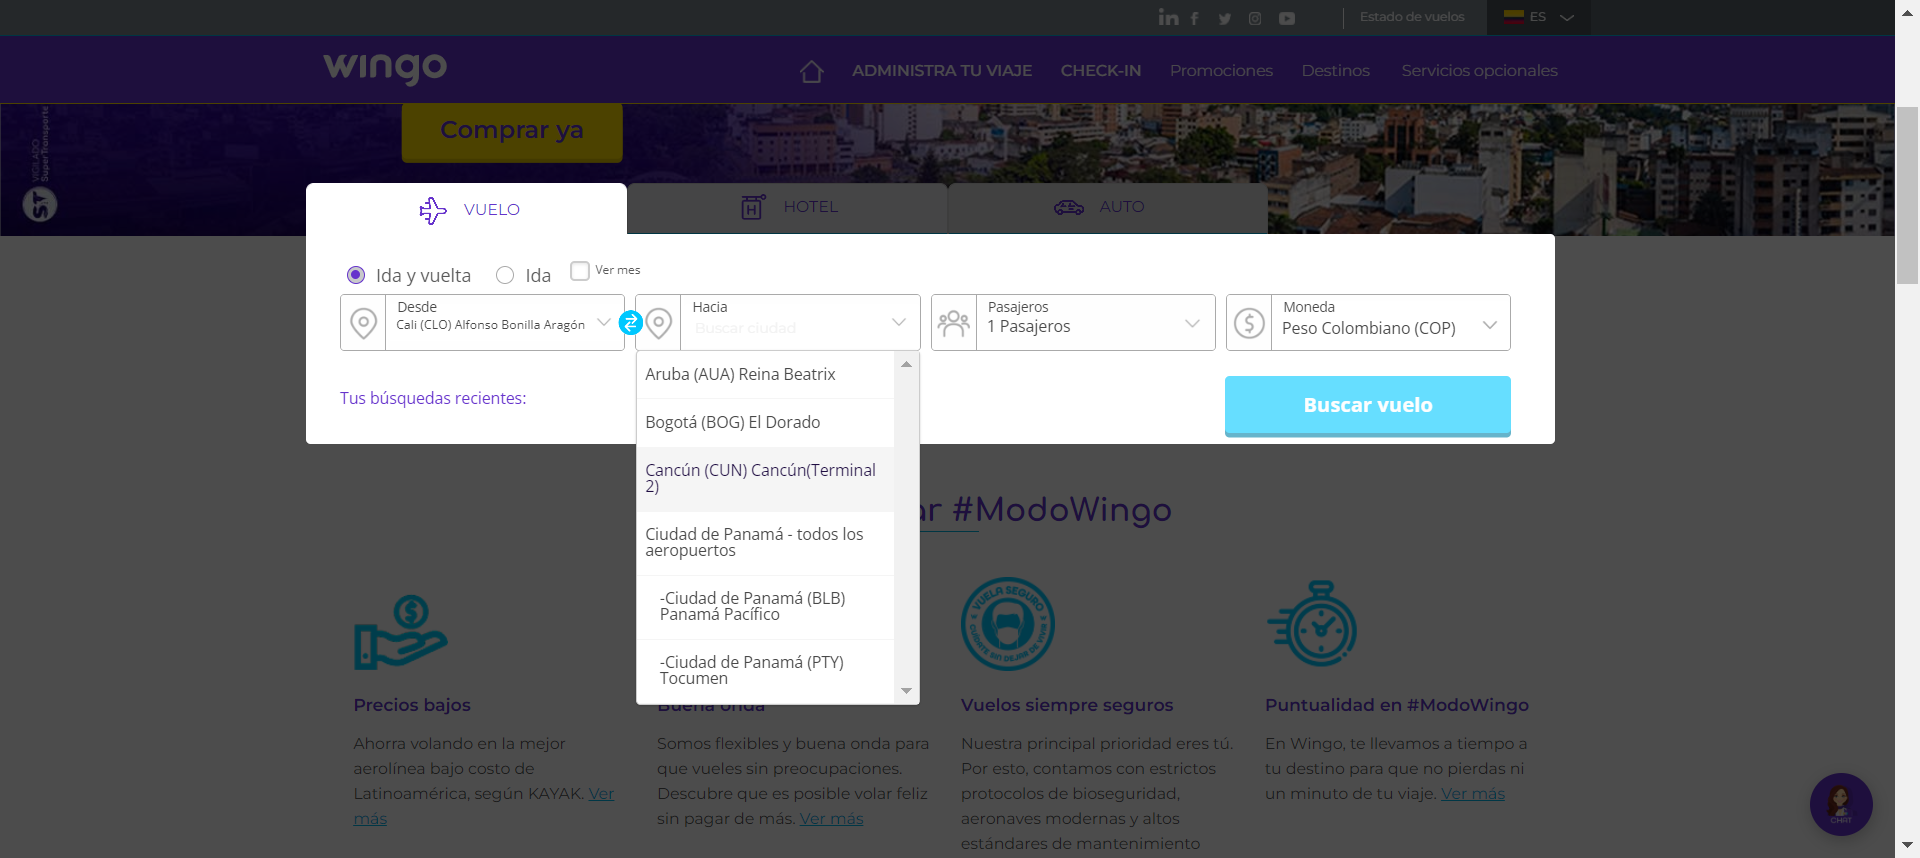 Estado de vuelos
ES
wingo
ADMINISTRA TU VIAJE
CHECK-IN
Promociones
Destinos
Servicios opcionales
VIGILADO
SuperTransporte
ST
Comprar ya
VUELO
HOTEL
AUTO
Ida y vuelta
Ida
Ver mes
Desde
Cali (CLO) Alfonso Bonilla Aragón
Hacia
Buscar ciudad
Pasajeros
1 Pasajeros
Moneda
Peso Colombiano (COP)
Tus búsquedas recientes:
Buscar vuelo
Aruba (AUA) Reina Beatrix
Bogotá (BOG) El Dorado
Cancún (CUN) Cancún(Terminal
2)
Ciudad de Panamá - todos los
aeropuertos
-Ciudad de Panamá (BLB)
Panamá Pacífico
-Ciudad de Panamá (PTY)
Tocumen
ar #ModoWingo
Precios bajos
Ahorra volando en la mejor
aerolínea bajo costo de
Latinoamérica, según KAYAK. Ver
más
Buena onda
Somos flexibles y buena onda para
que vueles sin preocupaciones.
Descubre que es posible volar feliz
sin pagar de más. Ver más
VUELA SEGURO
CUÍDATE SIN DEJAR DE VIVIR
Vuelos siempre seguros
Nuestra principal prioridad eres tú.
Por esto, contamos con estrictos
protocolos de bioseguridad,
aeronaves modernas y altos
estándares de mantenimiento
Puntualidad en #ModoWingo
En Wingo, te llevamos a tiempo a
tu destino para que no pierdas ni
un minuto de tu viaje. Ver más
CHAT